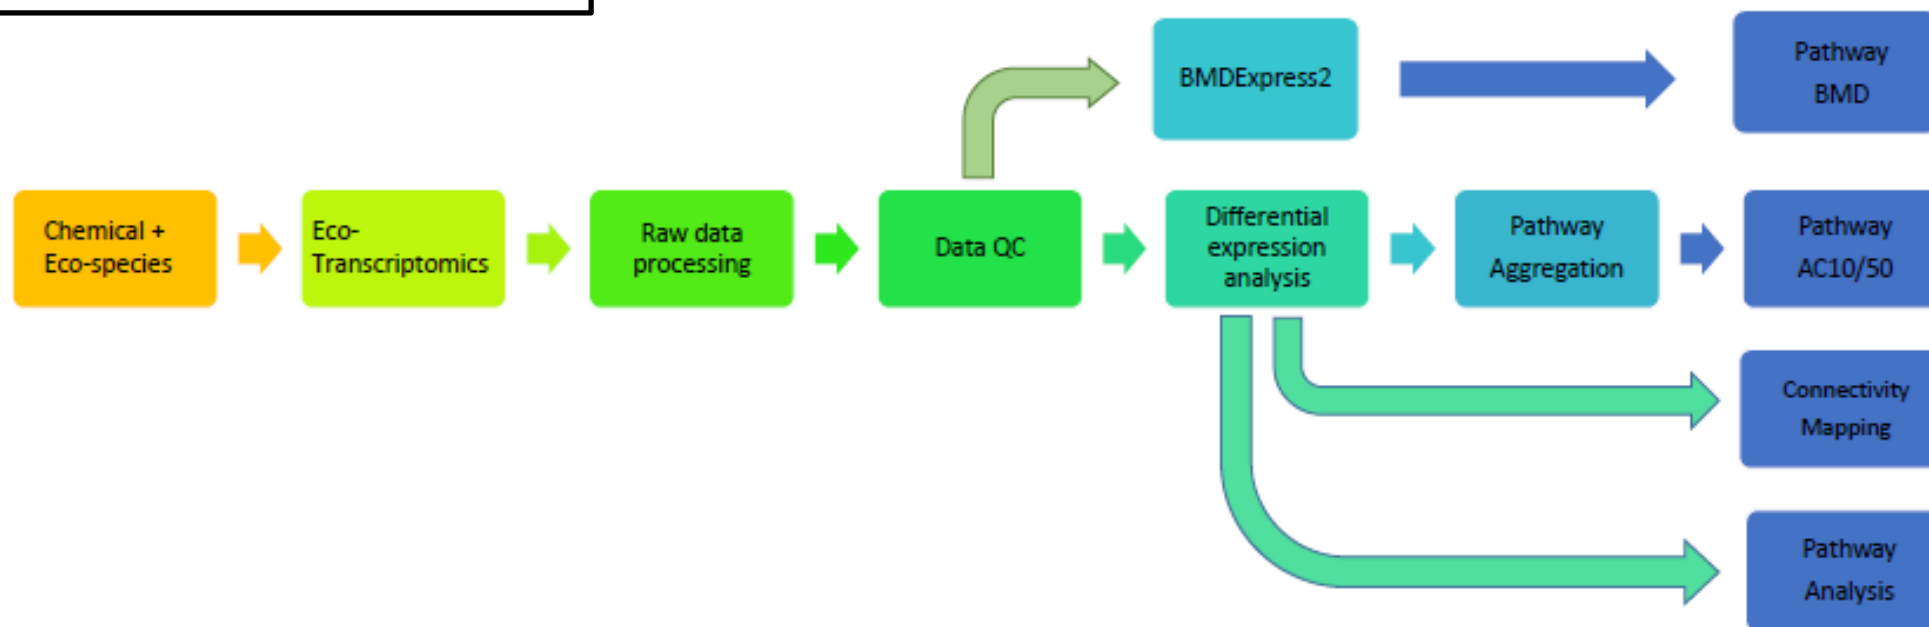 BMDExpress2
Pathway
BMD
Chemical +
Eco-species
Eco-
Transcriptomics
Raw data
processing
Data QC
Differential
expression
analysis
Pathway
Aggregation
Pathway
AC10/50
Connectivity
Mapping
Pathway
Analysis